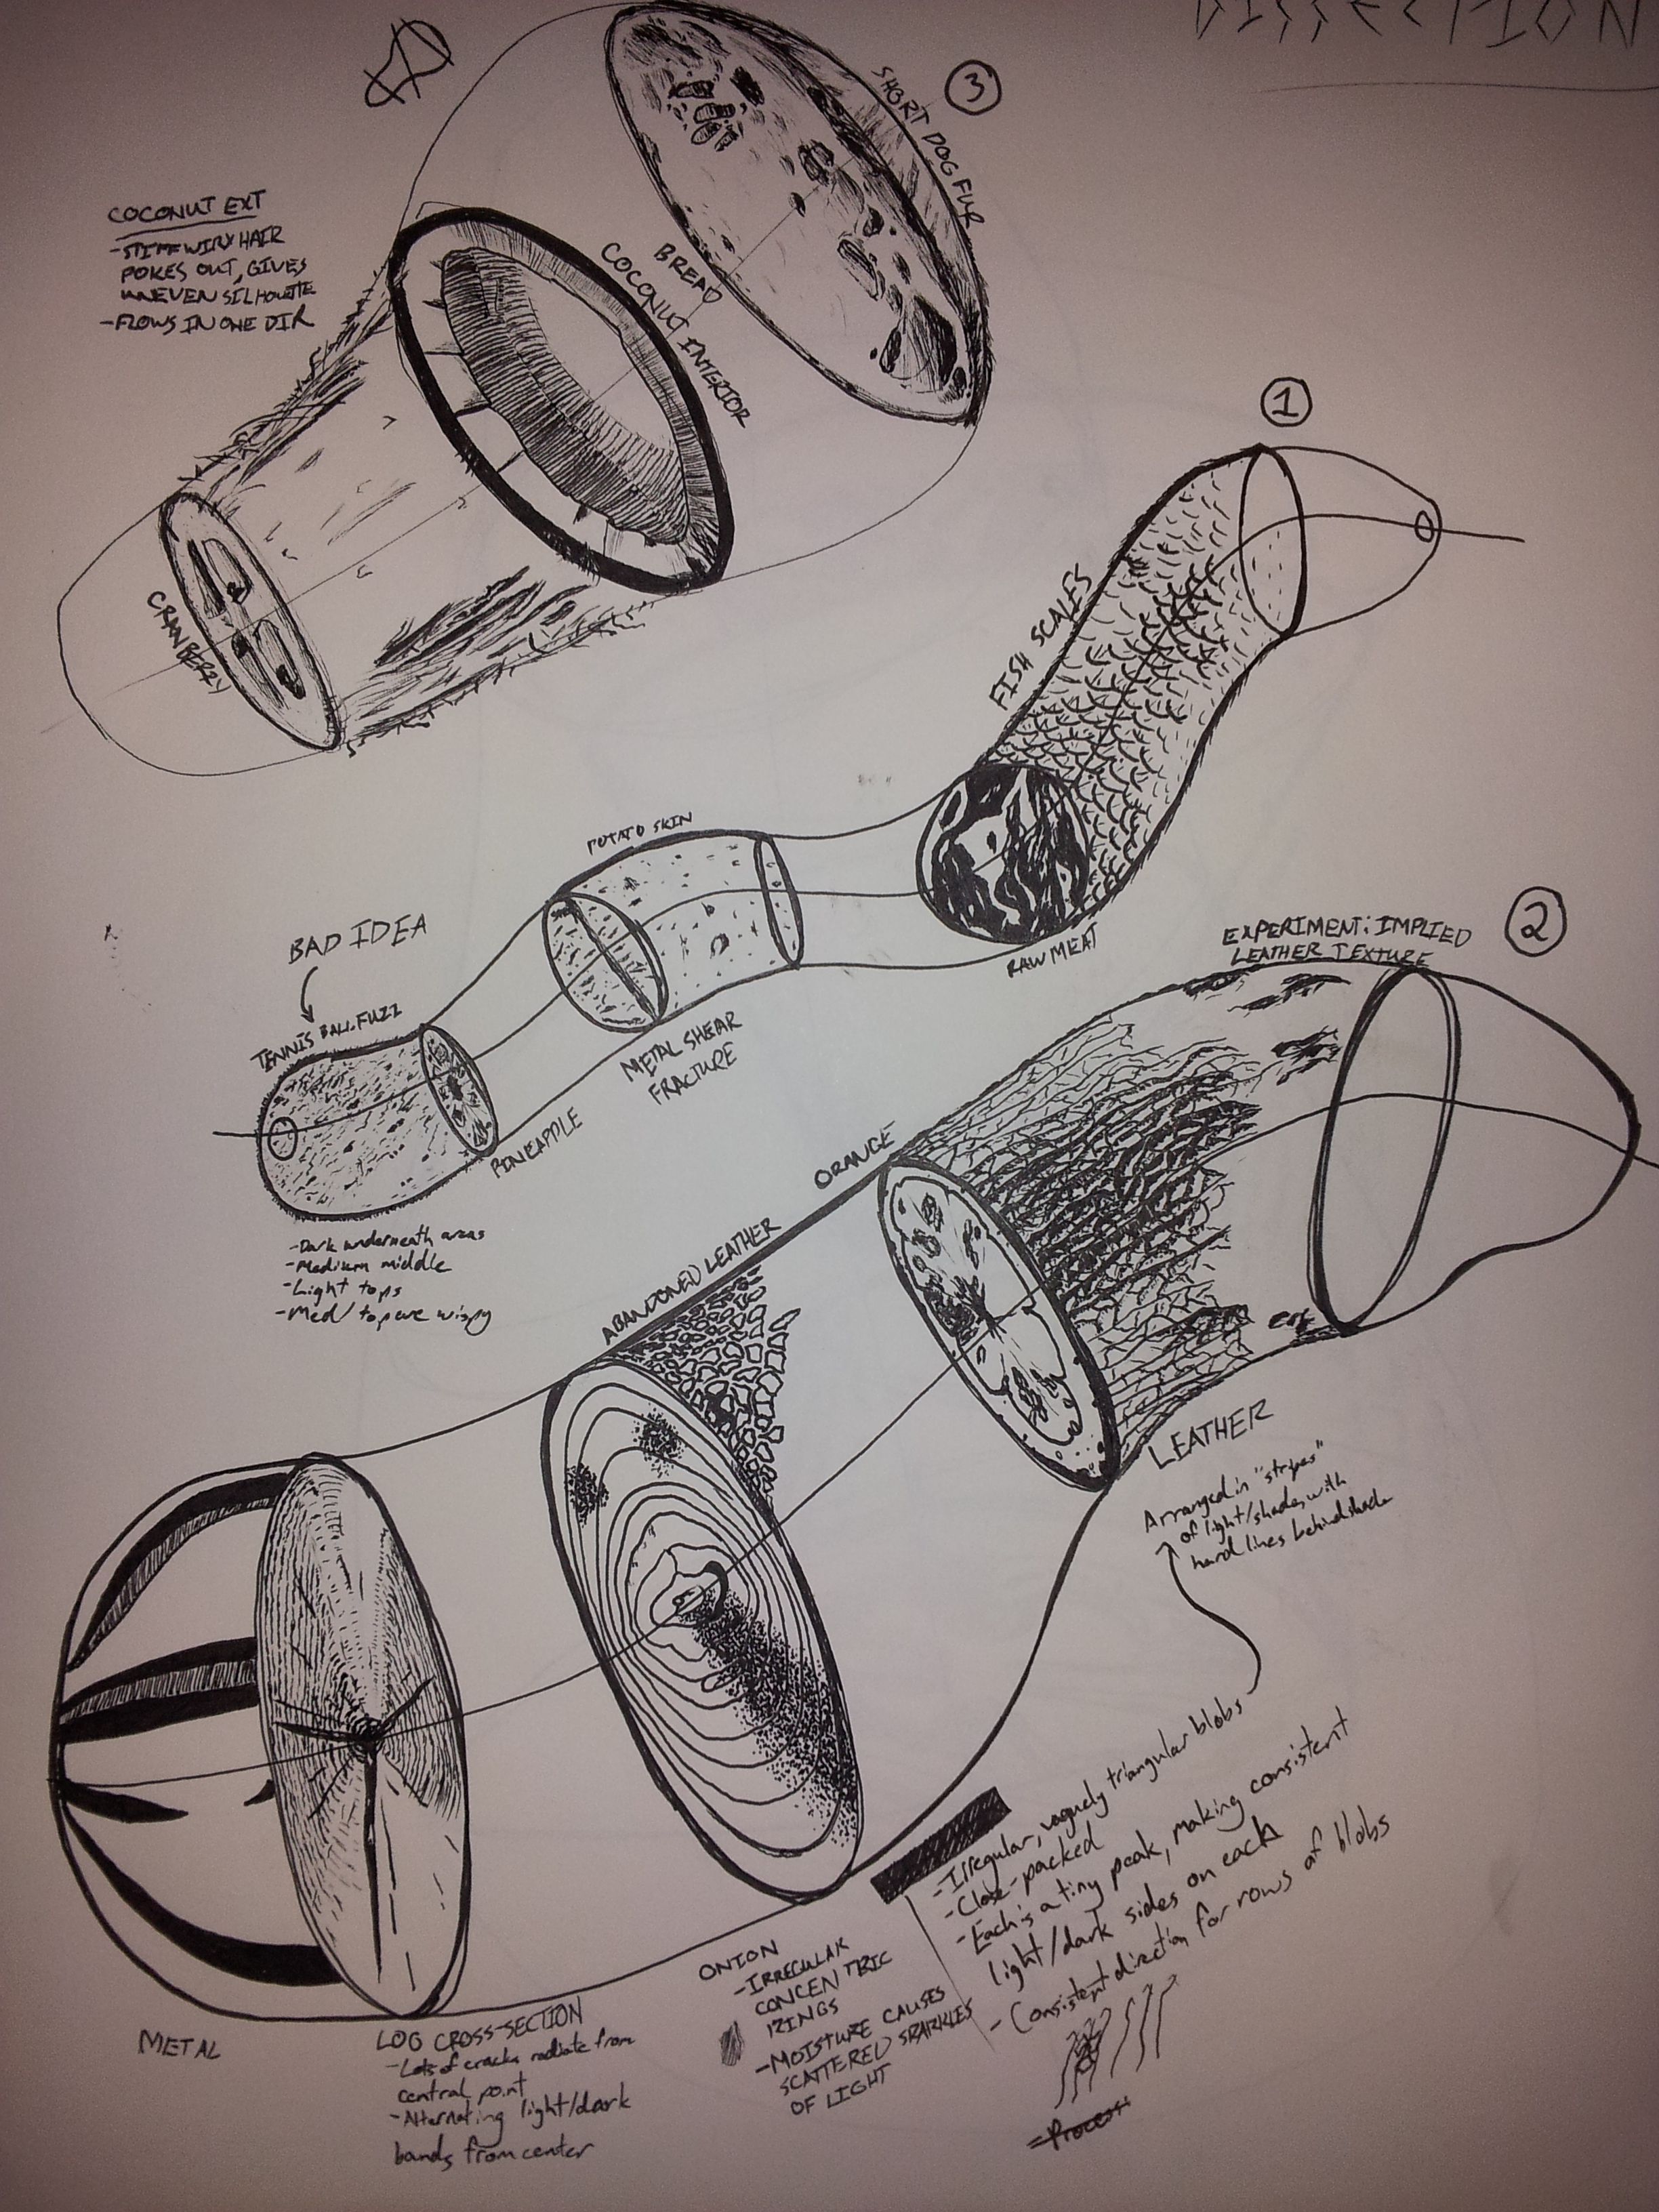 DISSECTION
3
SHORT DOG FUR
COCONUT EXT
-STIFF WIRY HAIR
POKES OUT, GIVES
UNEVEN SILHOUETTE
-FLOWS IN ONE DIR
BREAD
COCONUT INTERIOR
CRANBERRY
1
FISH SCALES
POTATO SKIN
RAW MEAT
BAD IDEA
TENNIS BALL FUZZ
METAL SHEAR
FRACTURE
PINEAPPLE
-Dark underneath areas
-Medium middle
-Light tops
-Med/top are wispy
2
EXPERIMENT: IMPLIED
LEATHER TEXTURE
ORANGE
ABANDONED LEATHER
LEATHER
Arranged in "stripes"
of light/shade, with
hard lines behind shade
-Irregular, vaguely triangular blobs
-Close-packed
-Each is a tiny peak, making consistent
light/dark sides on each
-Consistent direction for rows of blobs
-Process:
METAL
LOG CROSS-SECTION
-Lots of cracks radiate from
central point
-Alternating light/dark
bands from center
ONION
-IRREGULAR
CONCENTRIC
RINGS
-MOISTURE CAUSES
SCATTERED SPARKLES
OF LIGHT